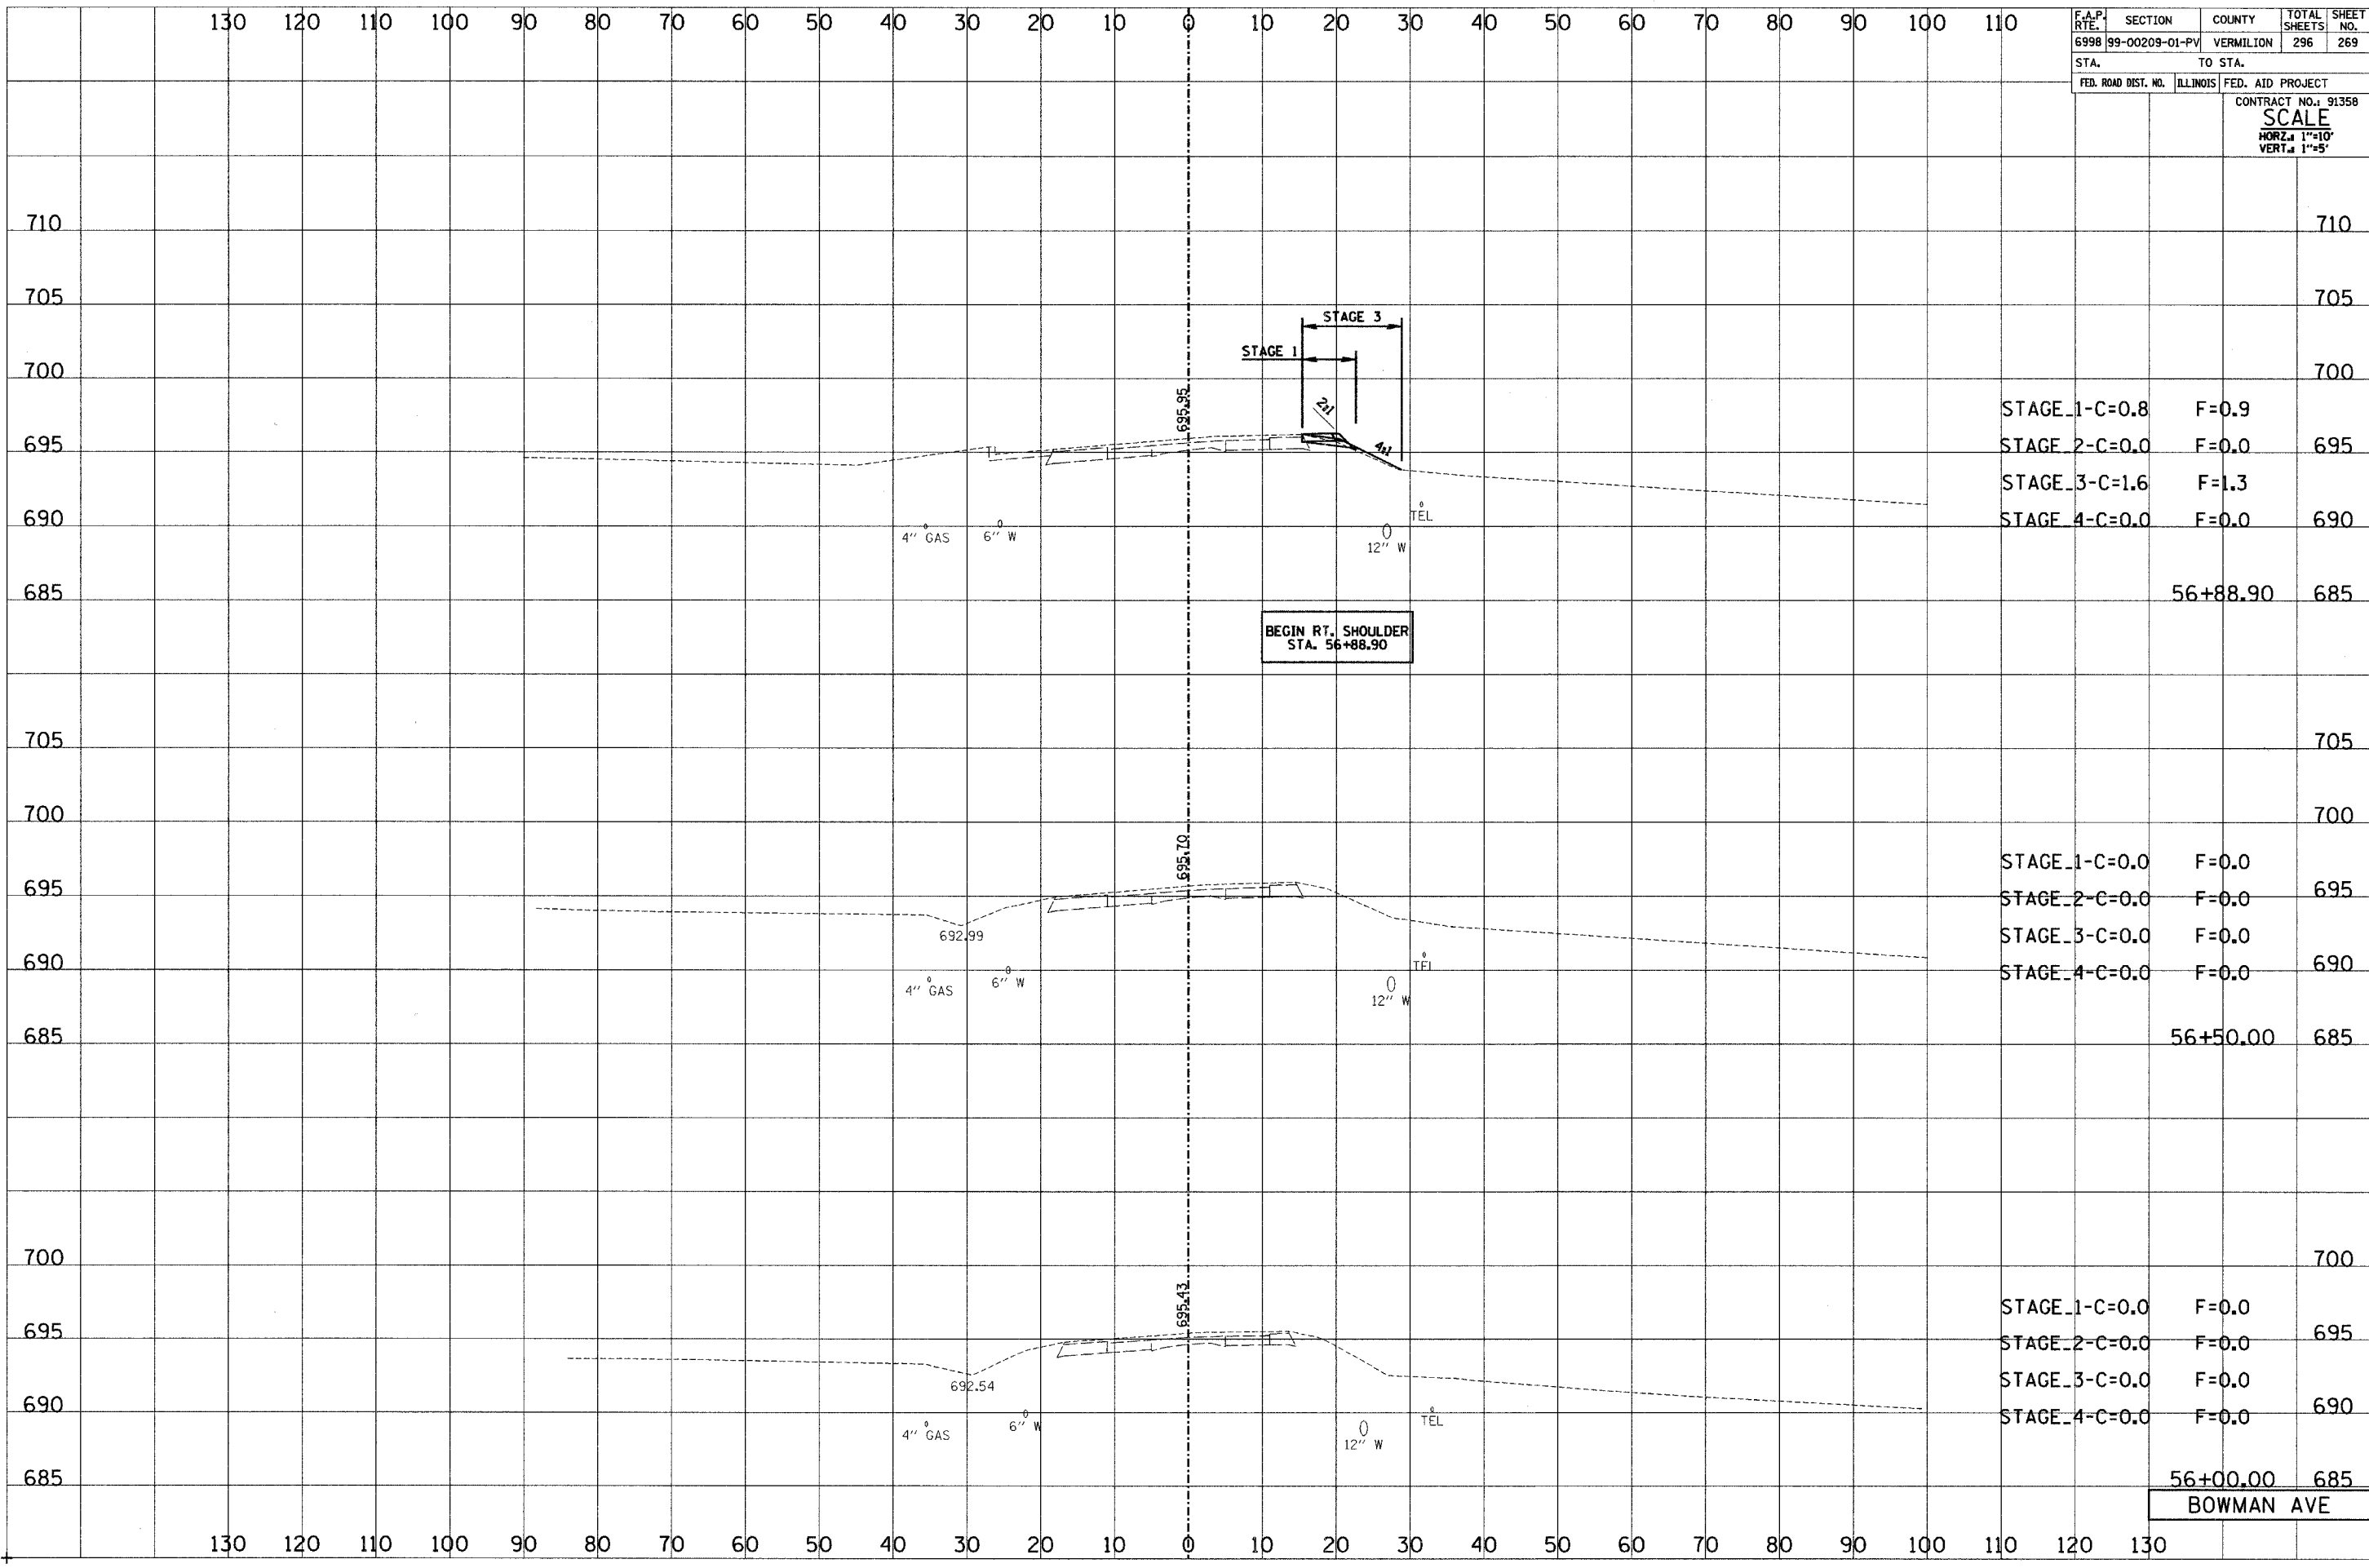 130 120 110 100 90 80 70 60 50 40 30 20 10 0 10 20 30 40 50 60 70 80 90 100 110
F.A.P. RTE. SECTION COUNTY TOTAL SHEETS SHEET NO.
6998 99-00209-01-PV VERMILION 296 269
STA. TO STA.
FED. ROAD DIST. NO. ILLINOIS FED. AID PROJECT
CONTRACT NO.: 91358
SCALE
HORZ.: 1"=10'
VERT.: 1"=5'
710 710
705 705
STAGE 3
STAGE 1
700 700
695.95
2:1
4:1
STAGE_1-C=0.8 F=0.9
695 STAGE_2-C=0.0 F=0.0 695
STAGE_3-C=1.6 F=1.3
690 STAGE_4-C=0.0 F=0.0 690
4" GAS 6" W 12" W TEL
685 56+88.90 685
BEGIN RT. SHOULDER
STA. 56+88.90
705 705
700 700
695.70
STAGE_1-C=0.0 F=0.0
695 STAGE_2-C=0.0 F=0.0 695
692.99
STAGE_3-C=0.0 F=0.0
690 STAGE_4-C=0.0 F=0.0 690
4" GAS 6" W 12" W TEL
685 56+50.00 685
700 700
695.43
STAGE_1-C=0.0 F=0.0
695 STAGE_2-C=0.0 F=0.0 695
692.54
STAGE_3-C=0.0 F=0.0
690 STAGE_4-C=0.0 F=0.0 690
4" GAS 6" W 12" W TEL
685 56+00.00 685
BOWMAN AVE
130 120 110 100 90 80 70 60 50 40 30 20 10 0 10 20 30 40 50 60 70 80 90 100 110 120 130